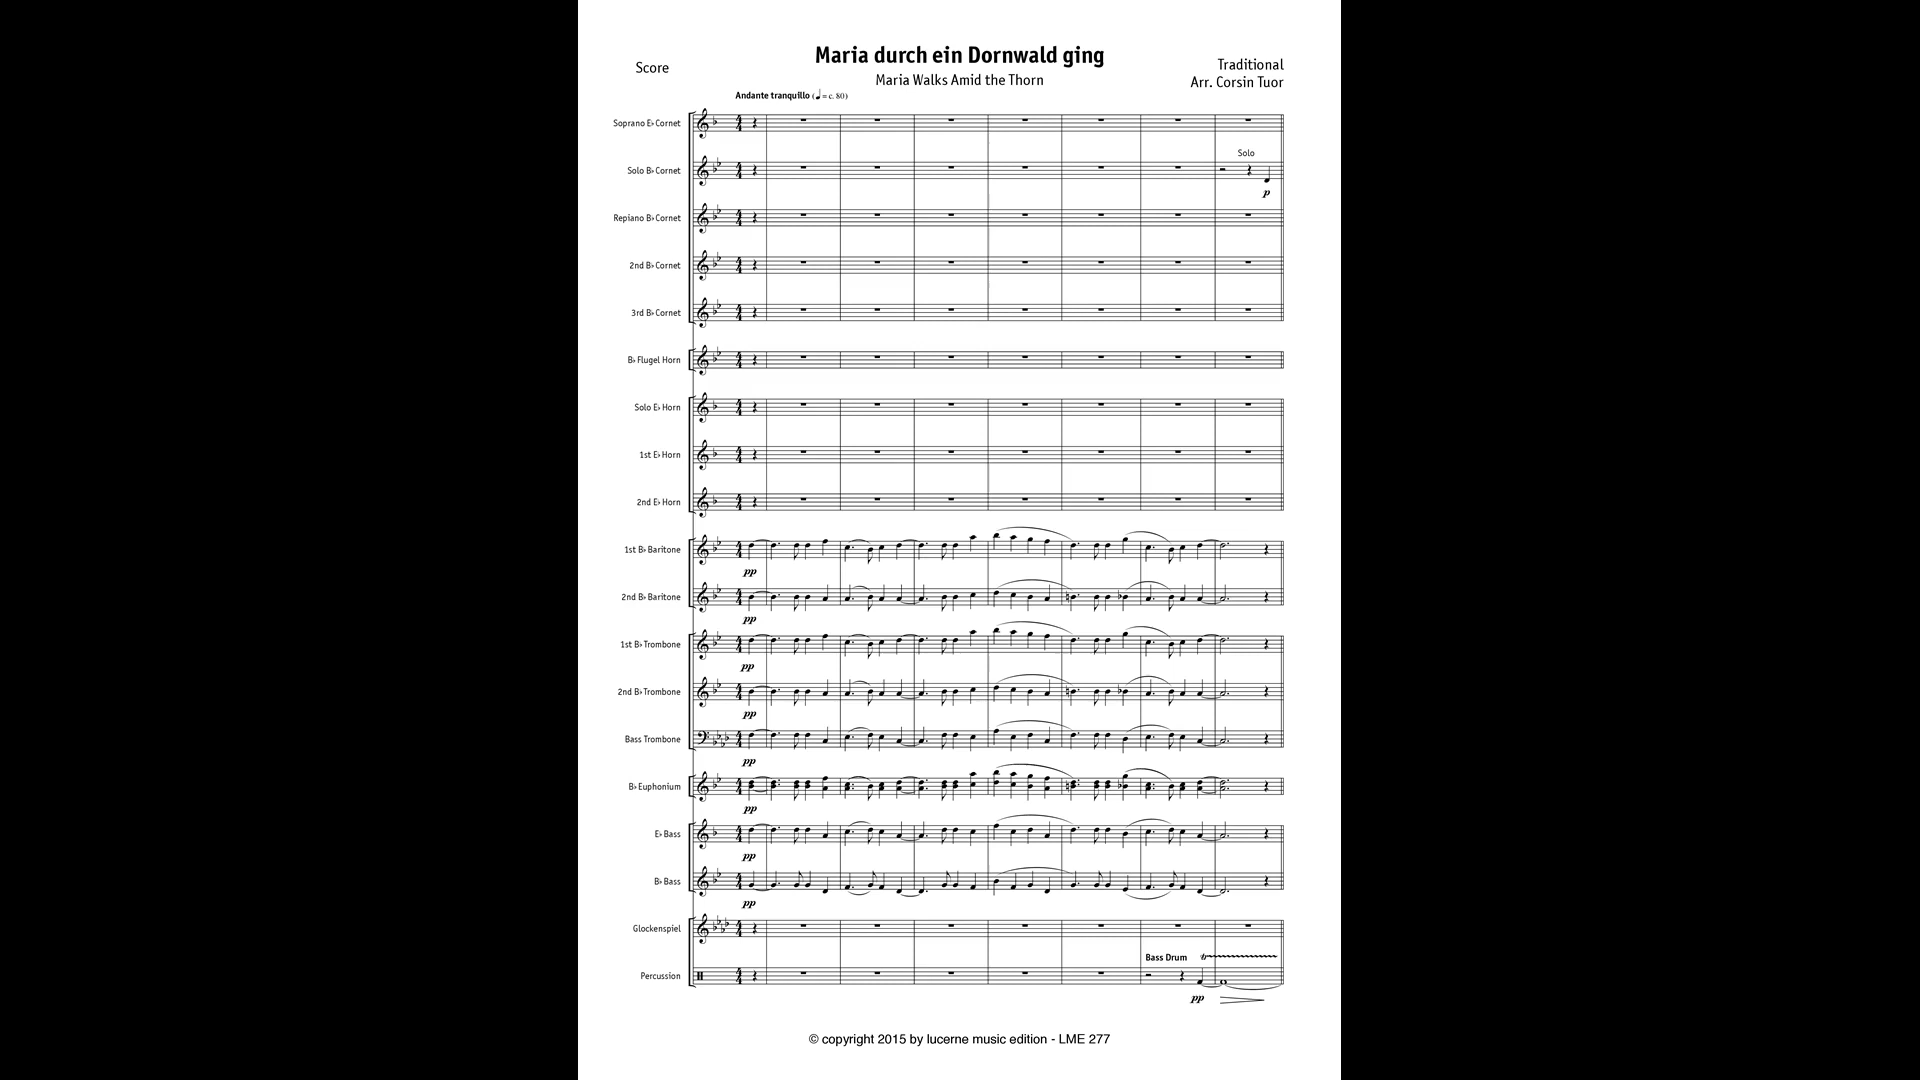 Maria durch ein Dornwald ging
Score
Traditional
Maria Walks Amid the Thorn
Arr. Corsin Tuor
Andante tranquillo (♩= c. 80)
Soprano E♭ Cornet
Solo
Solo B♭ Cornet
p
Repiano B♭ Cornet
2nd B♭ Cornet
3rd B♭ Cornet
B♭ Flugel Horn
Solo E♭ Horn
1st E♭ Horn
2nd E♭ Horn
1st B♭ Baritone
pp
2nd B♭ Baritone
pp
1st B♭ Trombone
pp
2nd B♭ Trombone
pp
Bass Trombone
pp
B♭ Euphonium
pp
E♭ Bass
pp
B♭ Bass
pp
Glockenspiel
Bass Drum
Percussion
pp
© copyright 2015 by lucerne music edition - LME 277